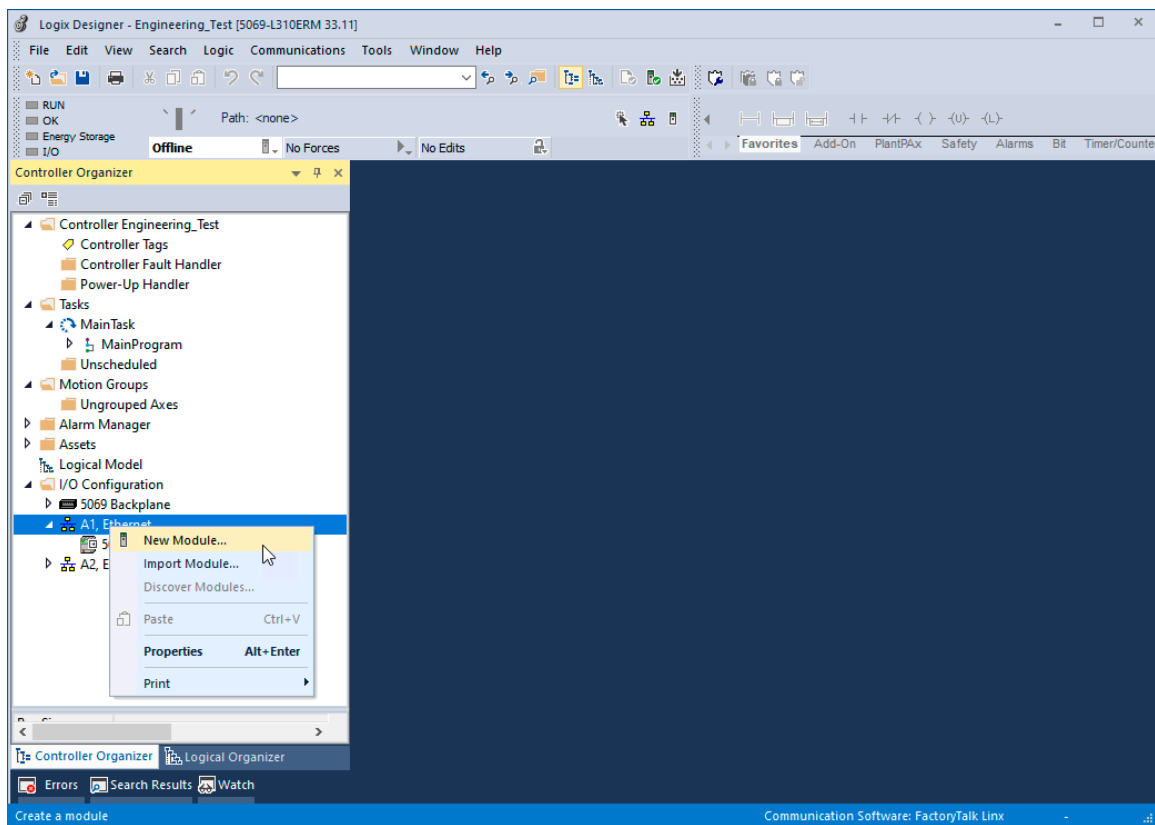 Logix Designer - Engineering_Test [5069-L310ERM 33.11]
File Edit View Search Logic Communications Tools Window Help
RUN
OK
Energy Storage
I/O
Path: <none>
Offline No Forces No Edits
Favorites Add-On PlantPAx Safety Alarms Bit Timer/Counte
Controller Organizer
Controller Engineering_Test
Controller Tags
Controller Fault Handler
Power-Up Handler
Tasks
MainTask
MainProgram
Unscheduled
Motion Groups
Ungrouped Axes
Alarm Manager
Assets
Logical Model
I/O Configuration
5069 Backplane
A1, Ethernet
A2, E
New Module...
Import Module...
Discover Modules...
Paste Ctrl+V
Properties Alt+Enter
Print
Controller Organizer Logical Organizer
Errors Search Results Watch
Create a module Communication Software: FactoryTalk Linx